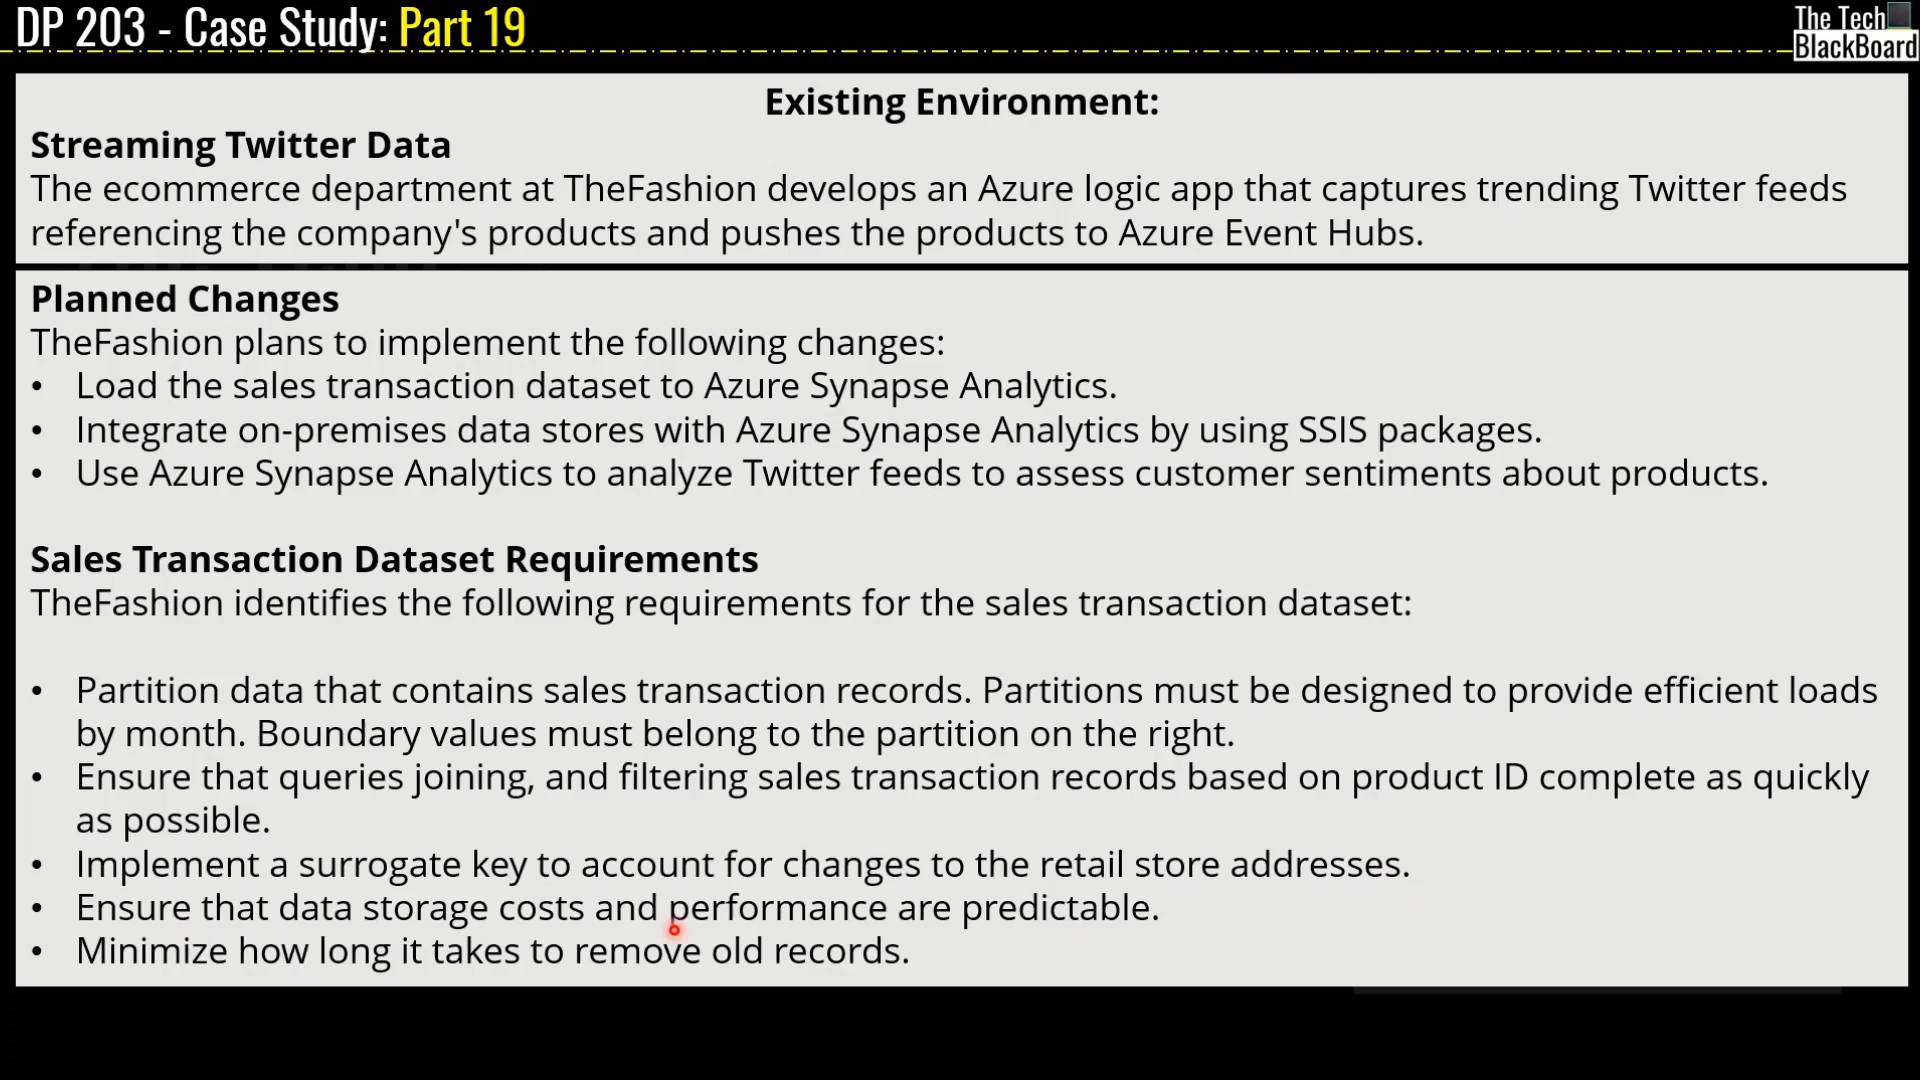 DP 203 - Case Study: Part 19
The Tech
BlackBoard
Existing Environment:
Streaming Twitter Data
The ecommerce department at TheFashion develops an Azure logic app that captures trending Twitter feeds
referencing the company's products and pushes the products to Azure Event Hubs.
Planned Changes
TheFashion plans to implement the following changes:
• Load the sales transaction dataset to Azure Synapse Analytics.
• Integrate on-premises data stores with Azure Synapse Analytics by using SSIS packages.
• Use Azure Synapse Analytics to analyze Twitter feeds to assess customer sentiments about products.
Sales Transaction Dataset Requirements
TheFashion identifies the following requirements for the sales transaction dataset:
• Partition data that contains sales transaction records. Partitions must be designed to provide efficient loads
by month. Boundary values must belong to the partition on the right.
• Ensure that queries joining, and filtering sales transaction records based on product ID complete as quickly
as possible.
• Implement a surrogate key to account for changes to the retail store addresses.
• Ensure that data storage costs and performance are predictable.
• Minimize how long it takes to remove old records.